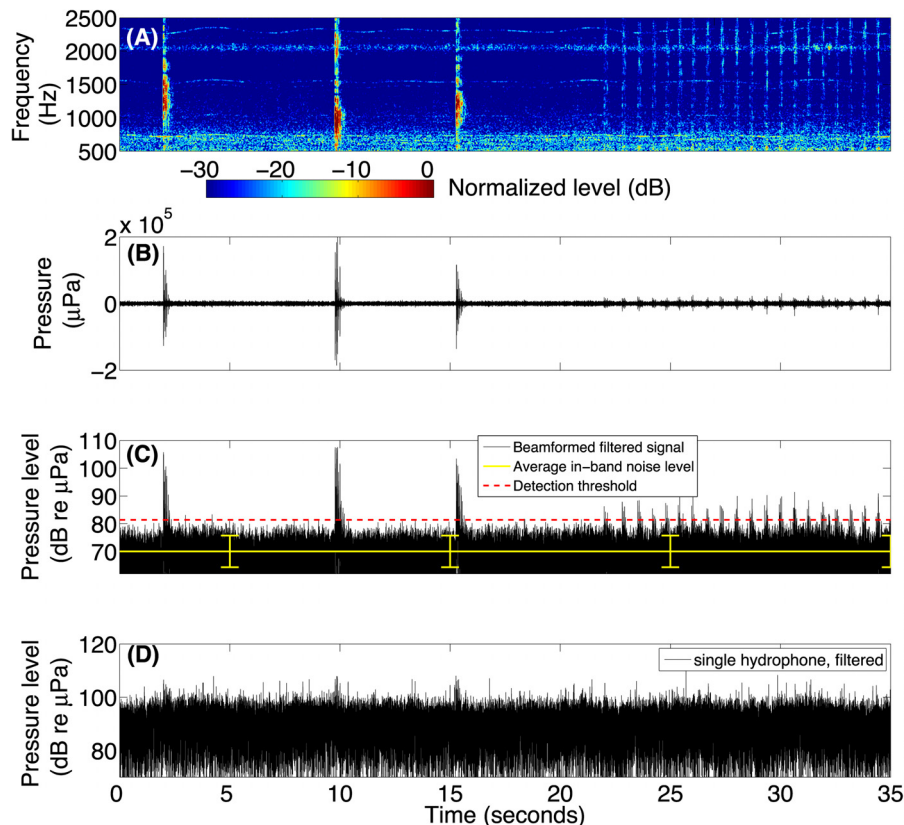 (A)
Frequency
(Hz)
2500
2000
1500
1000
500
−30 −20 −10 0
Normalized level (dB)
x 10^5
(B)
Pressure
(μPa)
2
0
−2
(C)
Pressure level
(dB re μPa)
110
100
90
80
70
Beamformed filtered signal
Average in-band noise level
Detection threshold
(D)
Pressure level
(dB re μPa)
120
100
80
single hydrophone, filtered
0 5 10 15 20 25 30 35
Time (seconds)